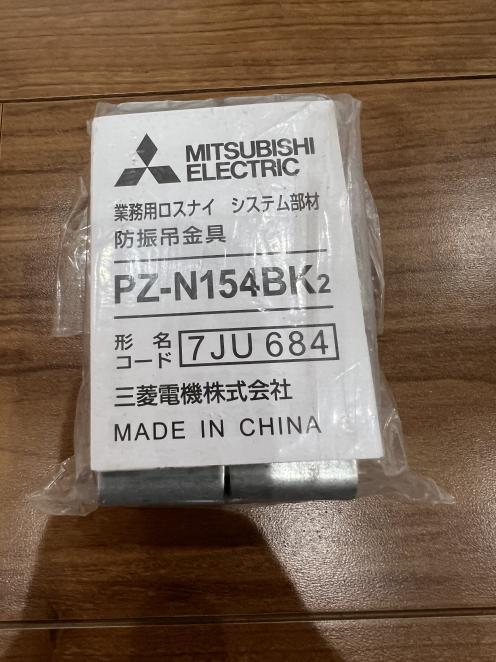 MITSUBISHI
ELECTRIC
業務用ロスナイ システム部材
防振吊金具
PZ-N154BK2
形名
コード 7JU 684
三菱電機株式会社
MADE IN CHINA